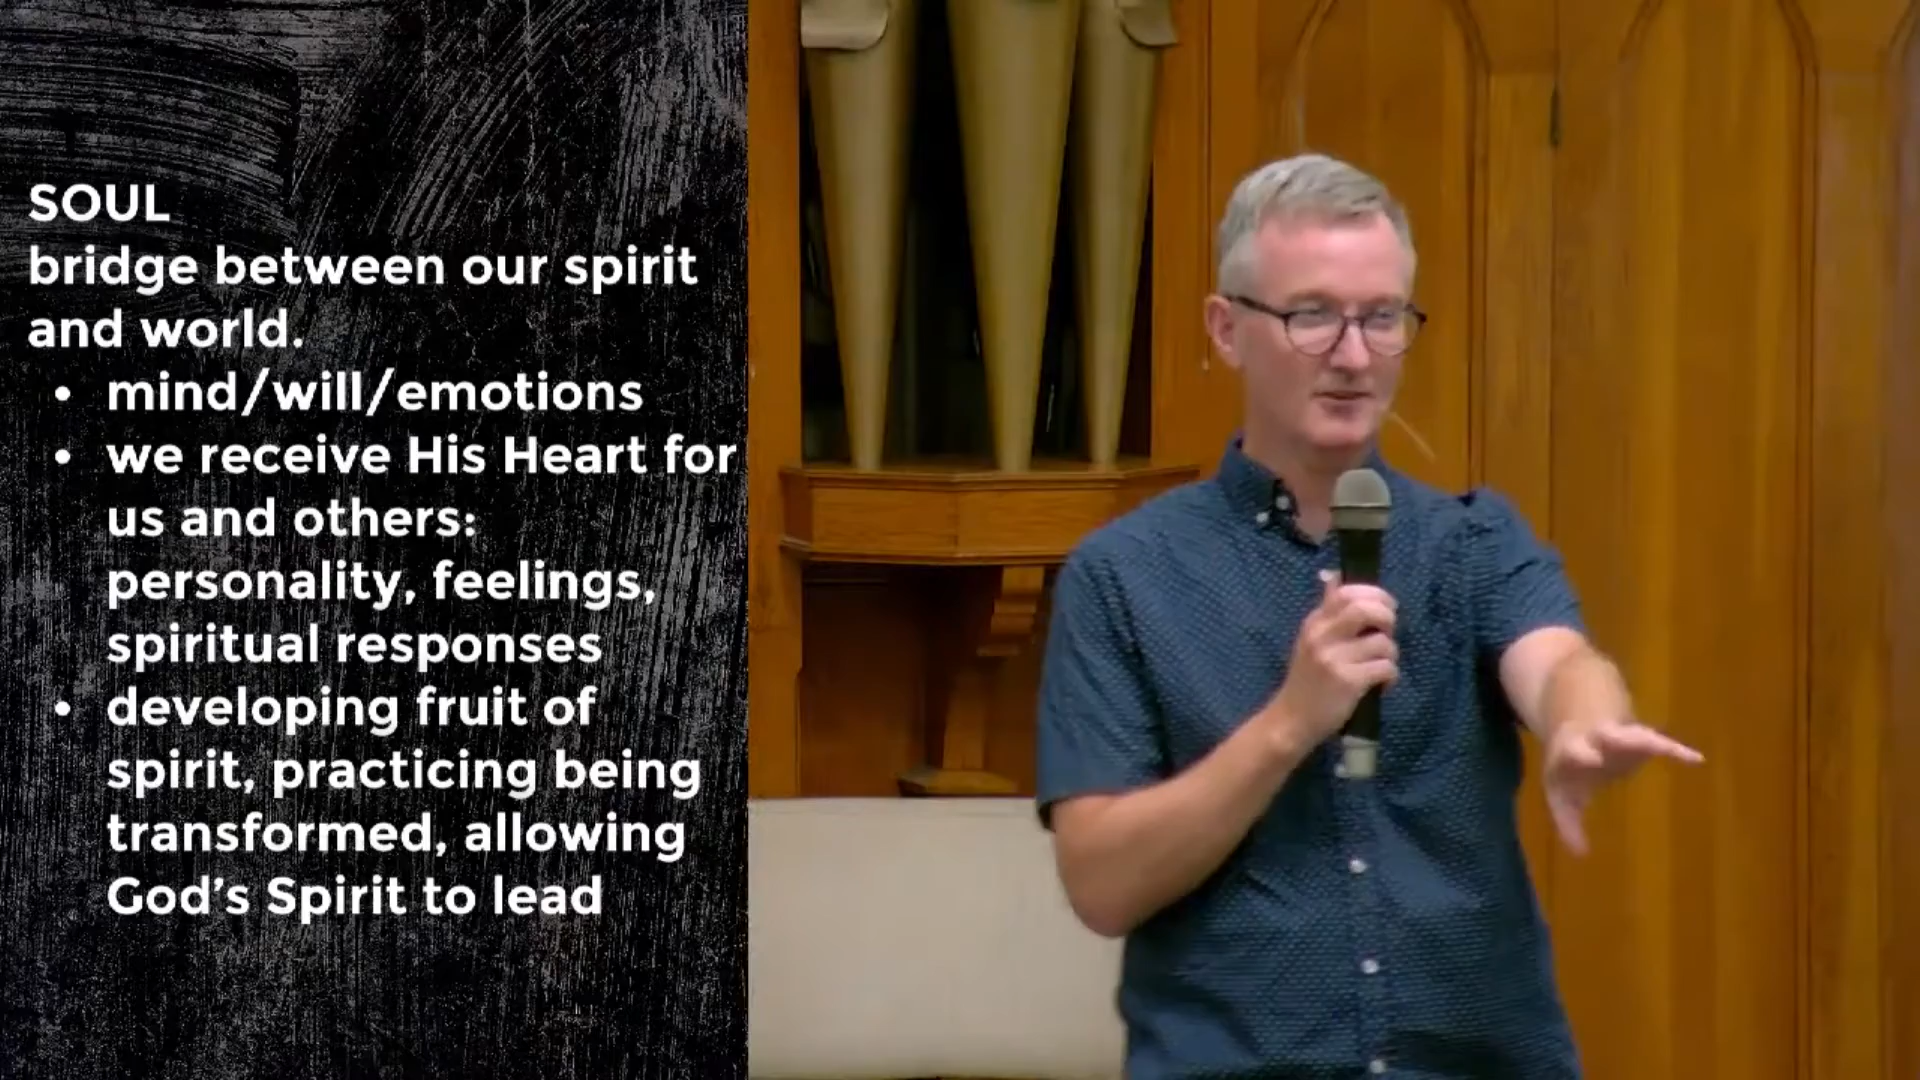 SOUL
bridge between our spirit
and world.
• mind/will/emotions
• we receive His Heart for
us and others:
personality, feelings,
spiritual responses
• developing fruit of
spirit, practicing being
transformed, allowing
God's Spirit to lead